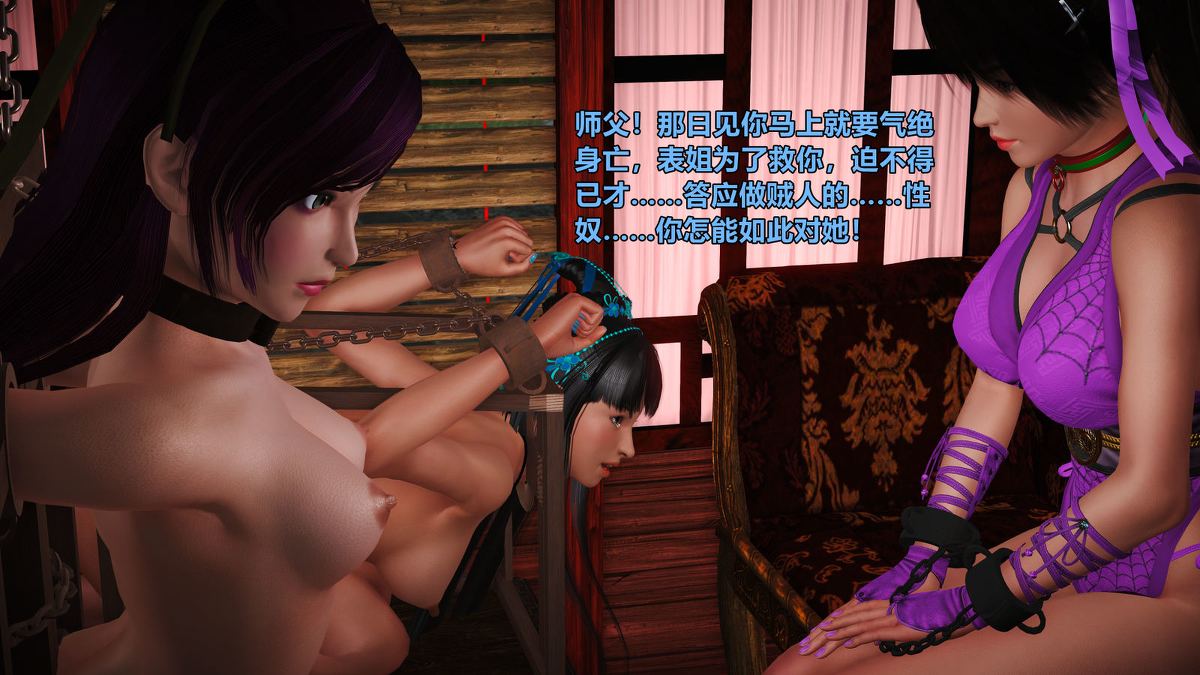 师父！那日见你马上就要气绝
身亡，表姐为了救你，迫不得
已才……答应做贼人的……性
奴……你怎能如此对她！